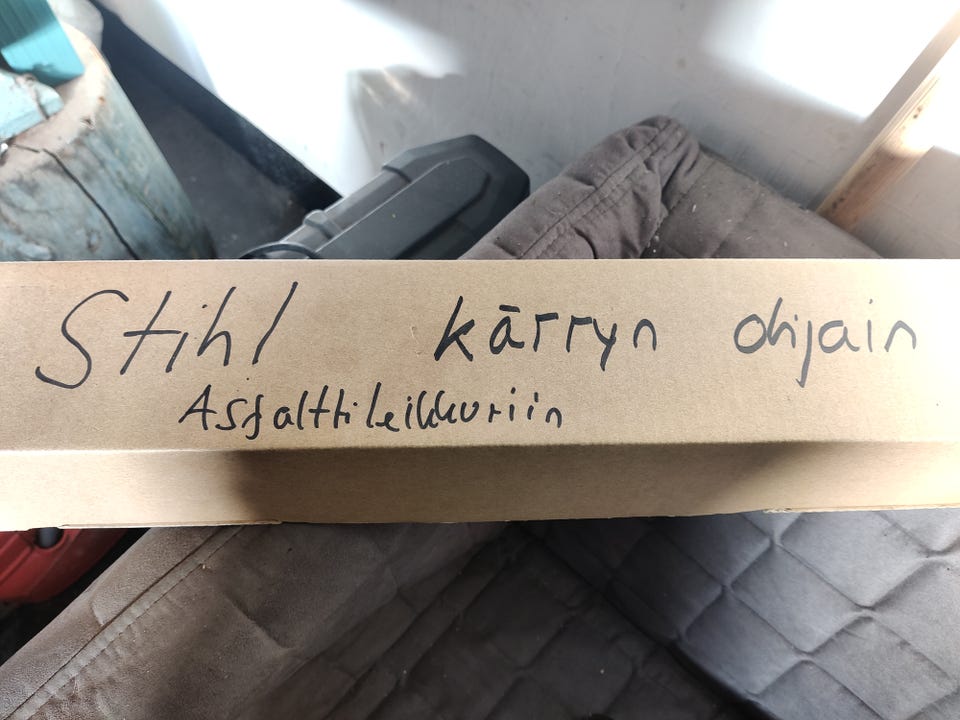 Stihl kärryn ohjain
Asfalttileikkuriin